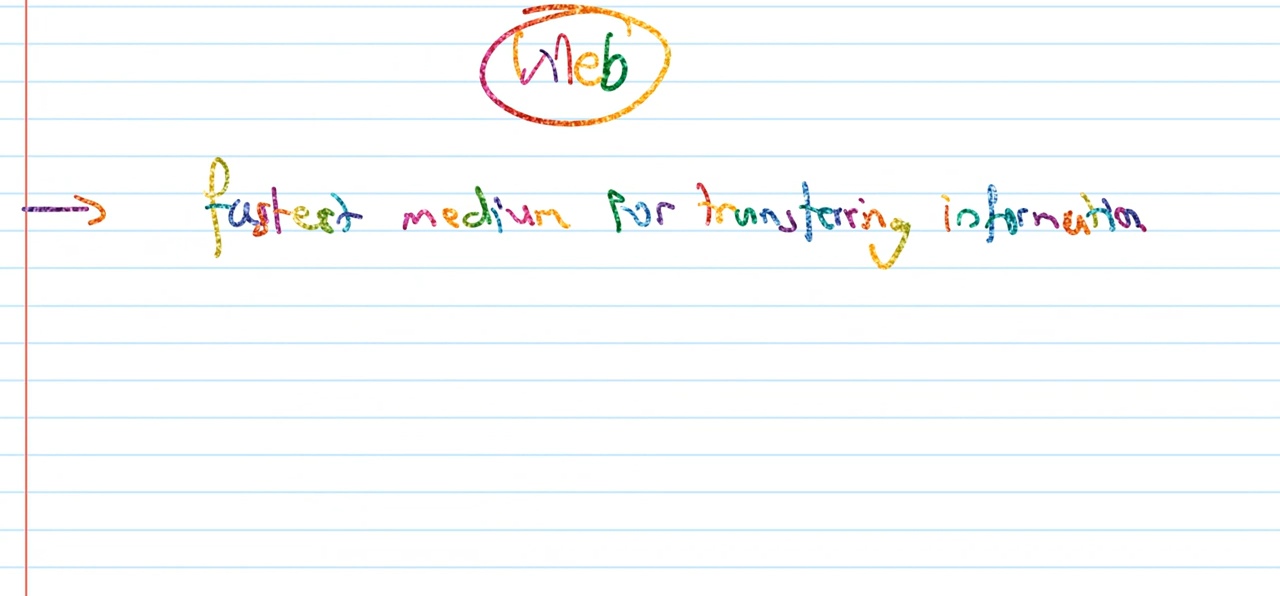 Web
→ fastest medium for transferring information